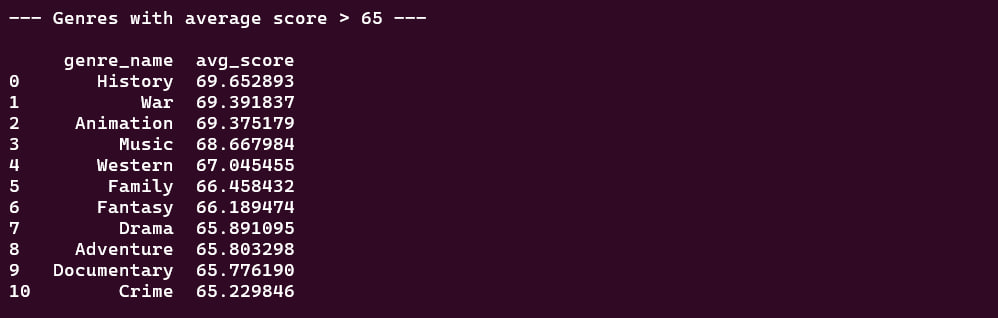 --- Genres with average score > 65 ---
     genre_name  avg_score
0       History  69.652893
1           War  69.391837
2     Animation  69.375179
3         Music  68.667984
4       Western  67.045455
5        Family  66.458432
6       Fantasy  66.189474
7         Drama  65.891095
8     Adventure  65.803298
9   Documentary  65.776190
10        Crime  65.229846